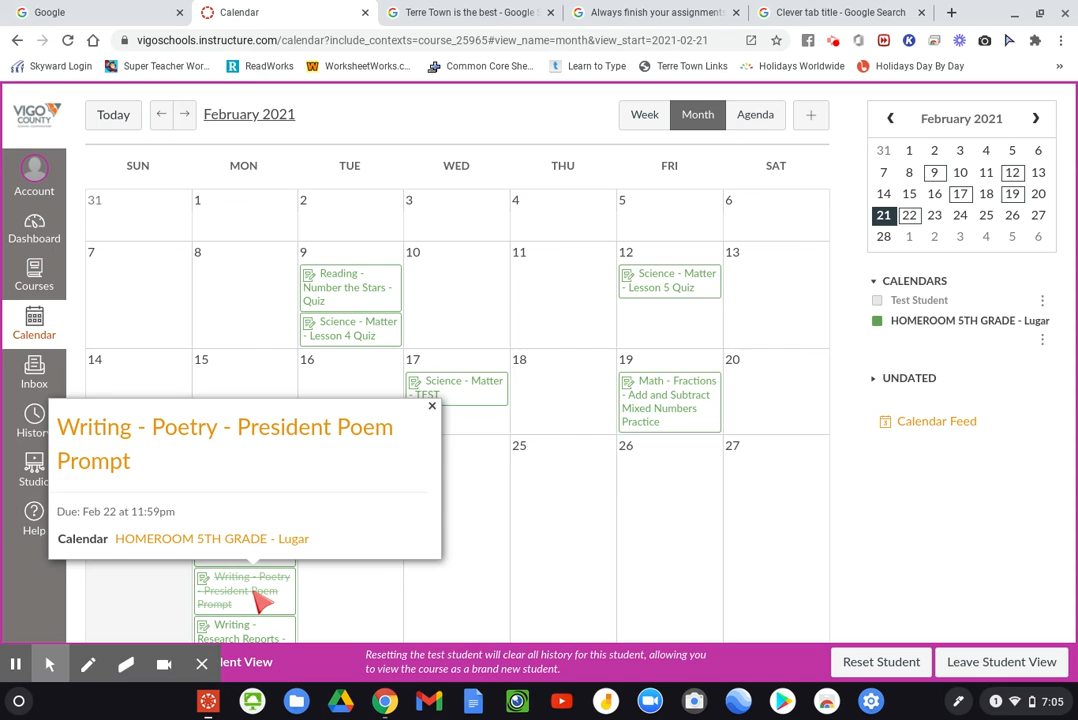 Google
Calendar
Terre Town is the best - Google S
Always finish your assignment
Clever tab title - Google Search
vigoschools.instructure.com/calendar?include_contexts=course_25965#view_name=month&view_start=2021-02-21
Skyward Login
Super Teacher Wor...
ReadWorks
WorksheetWorks.c...
Common Core She...
Learn to Type
Terre Town Links
Holidays Worldwide
Holidays Day By Day
»
VIGO
COUNTY
Account
Dashboard
Courses
Calendar
Inbox
History
Studio
Help
Today
February 2021
Week
Month
Agenda
SUN MON TUE WED THU FRI SAT
31 1 2 3 4 5 6
7 8 9 10 11 12 13
Reading -
Number the Stars -
Quiz
Science - Matter
- Lesson 4 Quiz
Science - Matter
- Lesson 5 Quiz
14 15 16 17 18 19 20
Science - Matter
- TEST
Math - Fractions
- Add and Subtract
Mixed Numbers
Practice
25 26 27
Writing - Poetry - President Poem
Prompt
Due: Feb 22 at 11:59pm
Calendar HOMEROOM 5TH GRADE - Lugar
Writing - Poetry
- President Poem
Prompt
Writing -
Research Reports -
February 2021
31 1 2 3 4 5 6
7 8 9 10 11 12 13
14 15 16 17 18 19 20
21 22 23 24 25 26 27
28 1 2 3 4 5 6
CALENDARS
Test Student
HOMEROOM 5TH GRADE - Lugar
UNDATED
Calendar Feed
dent View
Resetting the test student will clear all history for this student, allowing you
to view the course as a brand new student.
Reset Student
Leave Student View
1
7:05